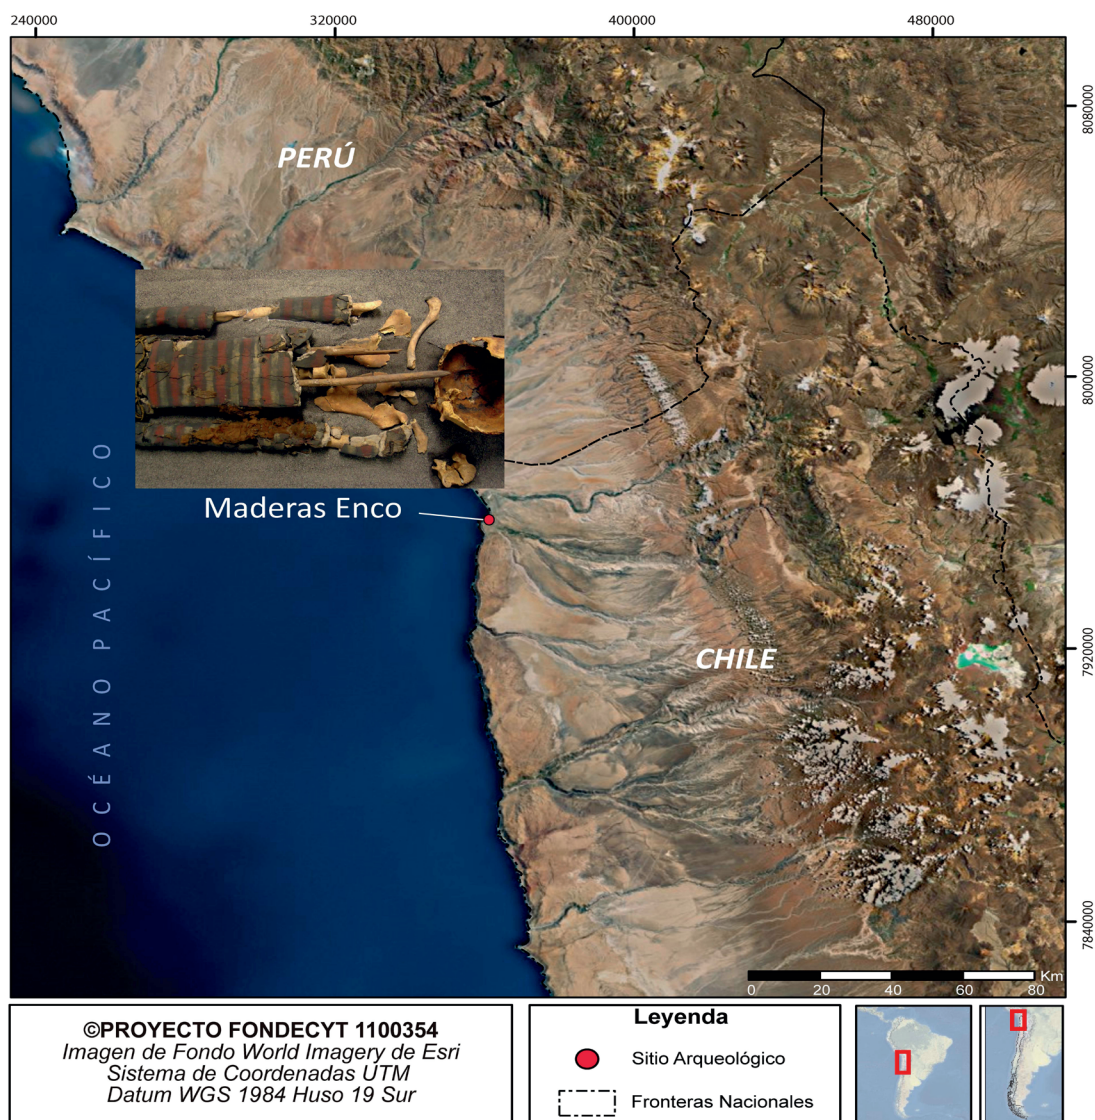 240000 320000 400000 480000
8080000
PERÚ
8000000
Maderas Enco
OCÉANO PACÍFICO
7920000
CHILE
7840000
Km
0 20 40 60 80
©PROYECTO FONDECYT 1100354
Imagen de Fondo World Imagery de Esri
Sistema de Coordenadas UTM
Datum WGS 1984 Huso 19 Sur
Leyenda
Sitio Arqueológico
Fronteras Nacionales